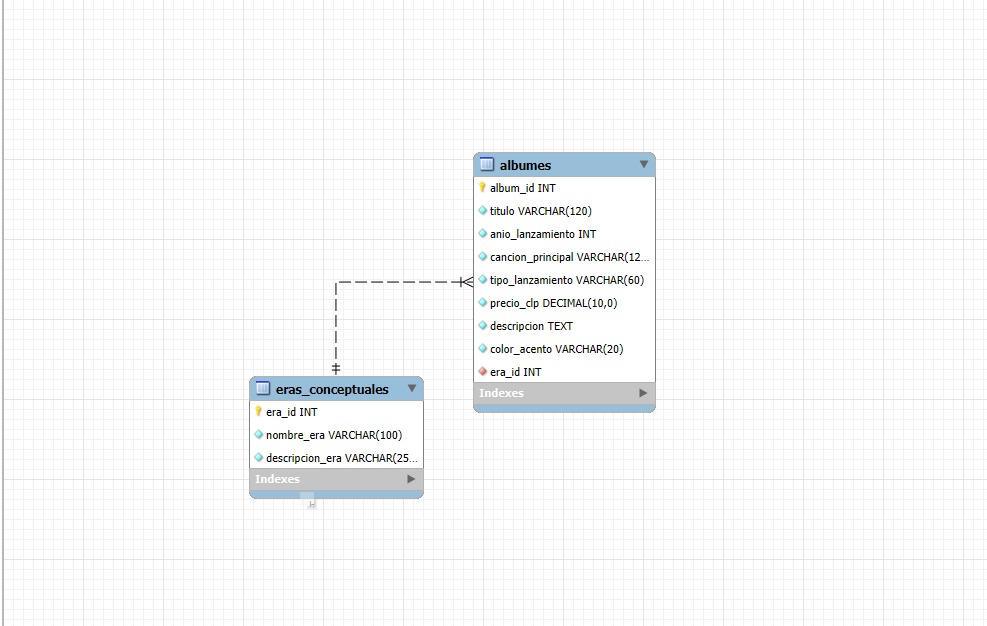 albumes
album_id INT
titulo VARCHAR(120)
anio_lanzamiento INT
cancion_principal VARCHAR(12...
tipo_lanzamiento VARCHAR(60)
precio_clp DECIMAL(10,0)
descripcion TEXT
color_acento VARCHAR(20)
era_id INT
Indexes
eras_conceptuales
era_id INT
nombre_era VARCHAR(100)
descripcion_era VARCHAR(25...
Indexes